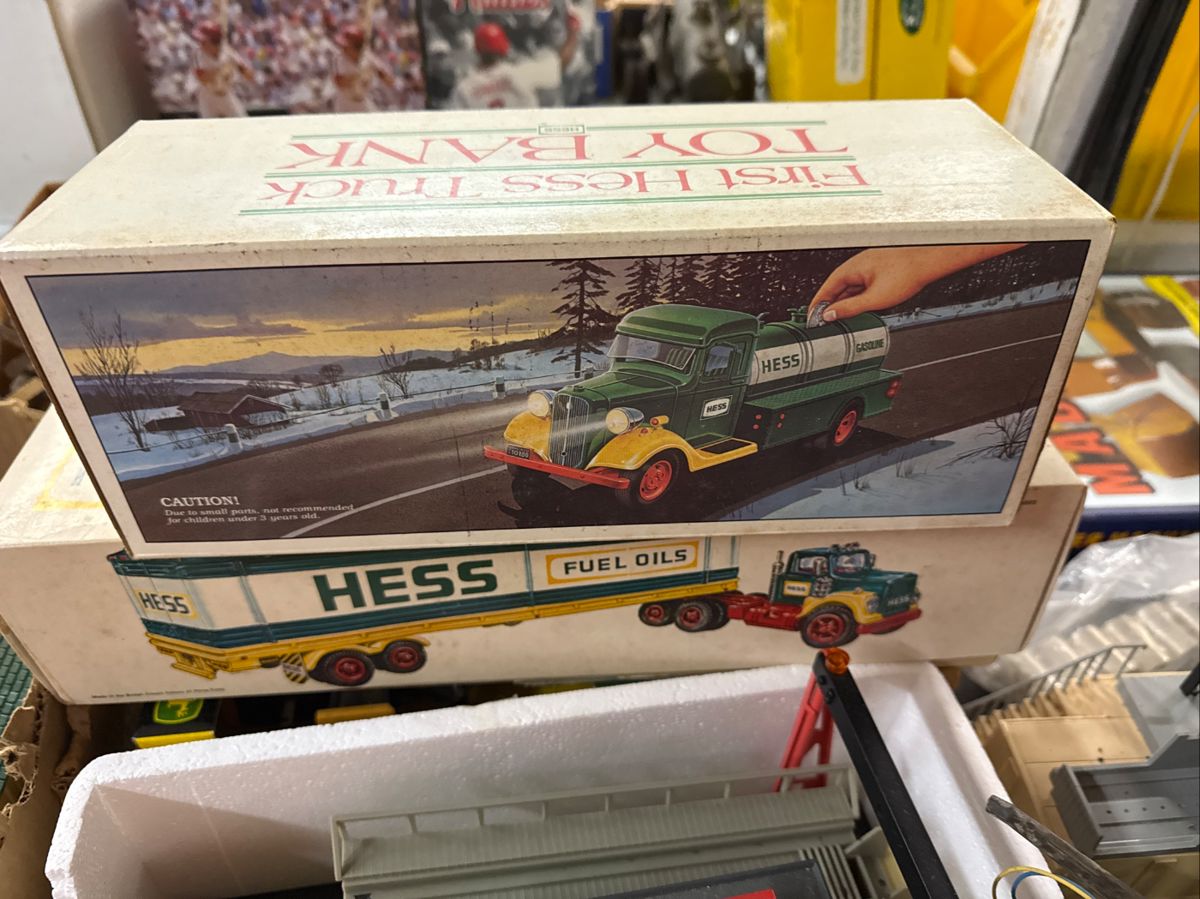 First Hess Truck
TOY BANK
HESS
HESS
GASOLINE
HESS
CAUTION!
Due to small parts, not recommended
for children under 3 years old.
HESS
HESS
FUEL OILS
HESS
HESS